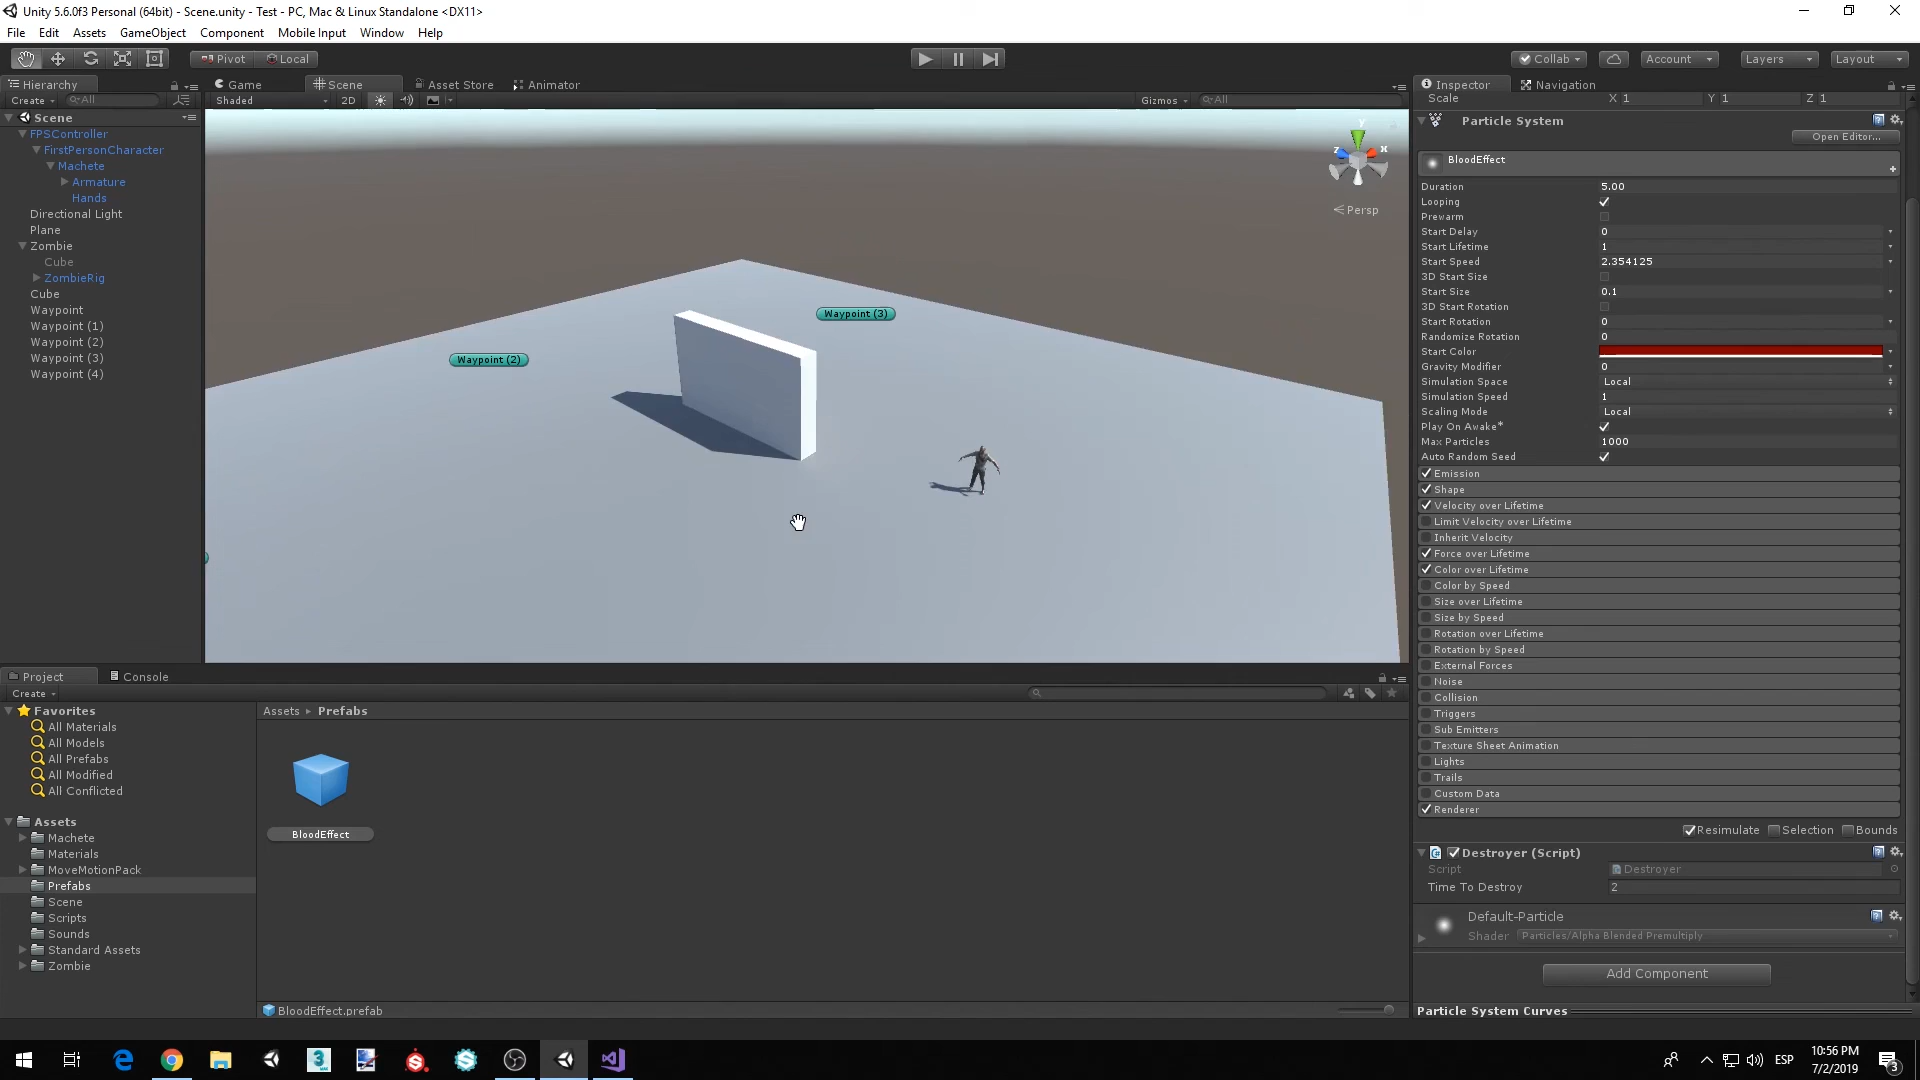 Unity 5.6.0f3 Personal (64bit) - Scene.unity - Test - PC, Mac & Linux Standalone <DX11>
File Edit Assets GameObject Component Mobile Input Window Help
Pivot Local Collab Account Layers Layout
Hierarchy Game Scene Asset Store Animator Inspector Navigation
Create All Shaded 2D Gizmos All
Scene
FPSController
FirstPersonCharacter
Machete
Armature
Hands
Directional Light
Plane
Zombie
Cube
ZombieRig
Cube
Waypoint
Waypoint (1)
Waypoint (2)
Waypoint (3)
Waypoint (4)
y
z x
Persp
Waypoint (3)
Waypoint (2)
Scale X 1 Y 1 Z 1
Particle System
Open Editor...
BloodEffect
Duration 5.00
Looping
Prewarm
Start Delay 0
Start Lifetime 1
Start Speed 2.354125
3D Start Size
Start Size 0.1
3D Start Rotation
Start Rotation 0
Randomize Rotation 0
Start Color
Gravity Modifier 0
Simulation Space Local
Simulation Speed 1
Scaling Mode Local
Play On Awake*
Max Particles 1000
Auto Random Seed
Emission
Shape
Velocity over Lifetime
Limit Velocity over Lifetime
Inherit Velocity
Force over Lifetime
Color over Lifetime
Color by Speed
Size over Lifetime
Size by Speed
Rotation over Lifetime
Rotation by Speed
External Forces
Noise
Collision
Triggers
Sub Emitters
Texture Sheet Animation
Lights
Trails
Custom Data
Renderer
Resimulate Selection Bounds
Destroyer (Script)
Script Destroyer
Time To Destroy 2
Default-Particle
Shader Particles/Alpha Blended Premultiply
Add Component
Particle System Curves
Project Console
Create
Favorites
All Materials
All Models
All Prefabs
All Modified
All Conflicted
Assets
Machete
Materials
MoveMotionPack
Prefabs
Scene
Scripts
Sounds
Standard Assets
Zombie
Assets Prefabs
BloodEffect
BloodEffect.prefab
ESP
10:56 PM
7/2/2019
3